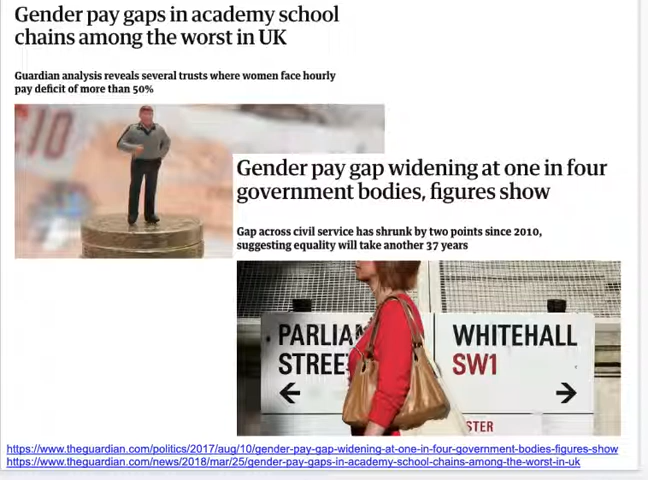 Gender pay gaps in academy school
chains among the worst in UK
Guardian analysis reveals several trusts where women face hourly
pay deficit of more than 50%
£10
Gender pay gap widening at one in four
government bodies, figures show
Gap across civil service has shrunk by two points since 2010,
suggesting equality will take another 37 years
PARLIAM
STREE
WHITEHALL
SW1
STER
https://www.theguardian.com/politics/2017/aug/10/gender-pay-gap-widening-at-one-in-four-government-bodies-figures-show
https://www.theguardian.com/news/2018/mar/25/gender-pay-gaps-in-academy-school-chains-among-the-worst-in-uk